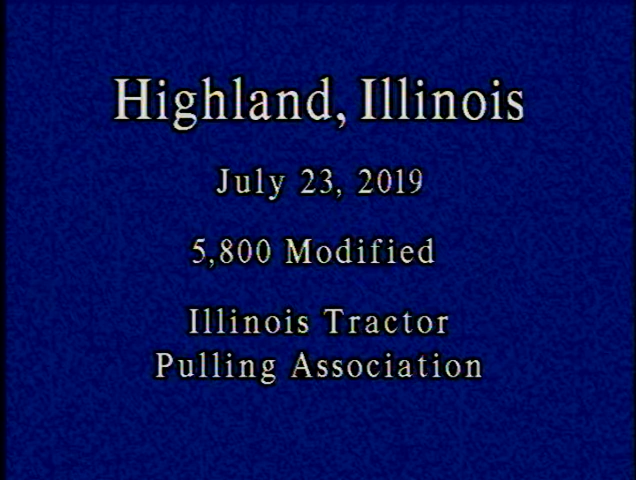 Highland, Illinois
July 23, 2019
5,800 Modified
Illinois Tractor
Pulling Association